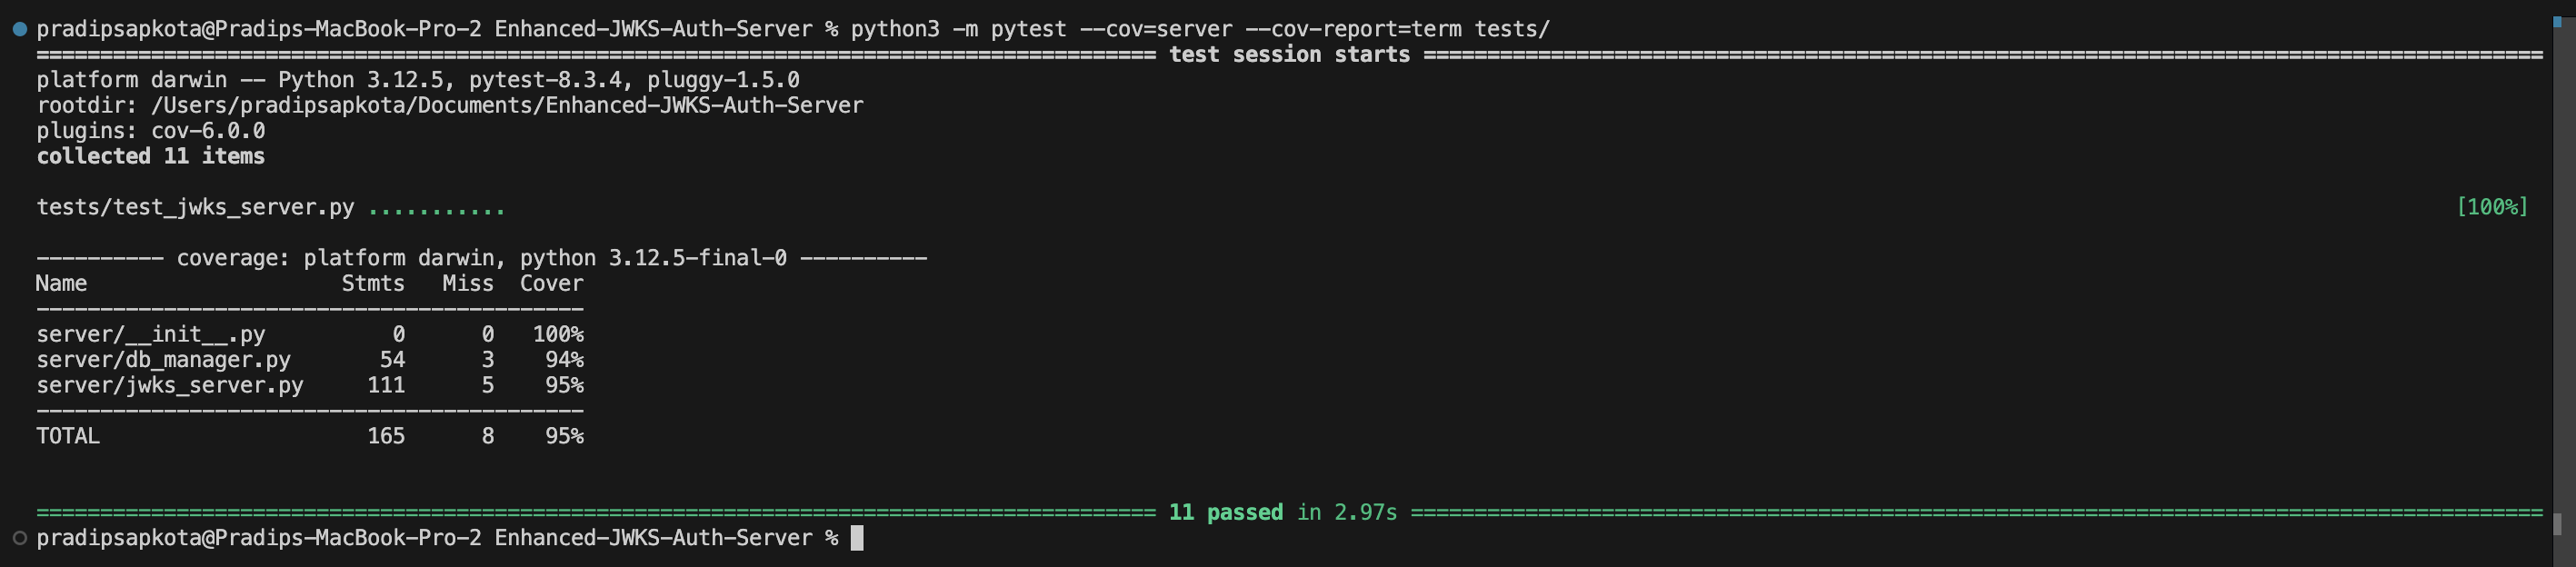 pradipsapkota@Pradips-MacBook-Pro-2 Enhanced-JWKS-Auth-Server % python3 -m pytest --cov=server --cov-report=term tests/
======================================================================================== test session starts ========================================================================================
platform darwin -- Python 3.12.5, pytest-8.3.4, pluggy-1.5.0
rootdir: /Users/pradipsapkota/Documents/Enhanced-JWKS-Auth-Server
plugins: cov-6.0.0
collected 11 items
tests/test_jwks_server.py ........... [100%]
---------- coverage: platform darwin, python 3.12.5-final-0 ----------
Name                    Stmts   Miss  Cover
-------------------------------------------
server/__init__.py          0      0   100%
server/db_manager.py       54      3    94%
server/jwks_server.py     111      5    95%
-------------------------------------------
TOTAL                     165      8    95%
======================================================================================== 11 passed in 2.97s =========================================================================================
pradipsapkota@Pradips-MacBook-Pro-2 Enhanced-JWKS-Auth-Server %